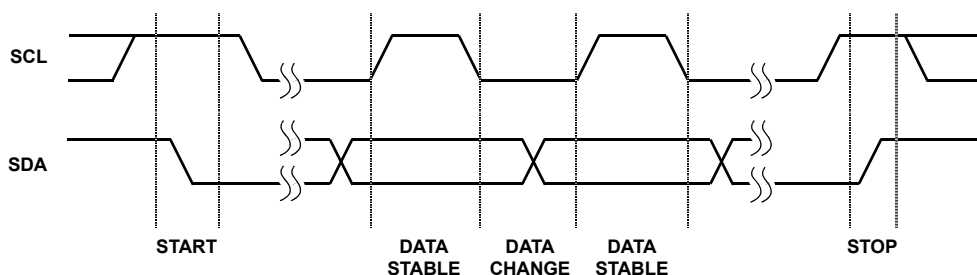 SCL
SDA
START
DATA
STABLE
DATA
CHANGE
DATA
STABLE
STOP